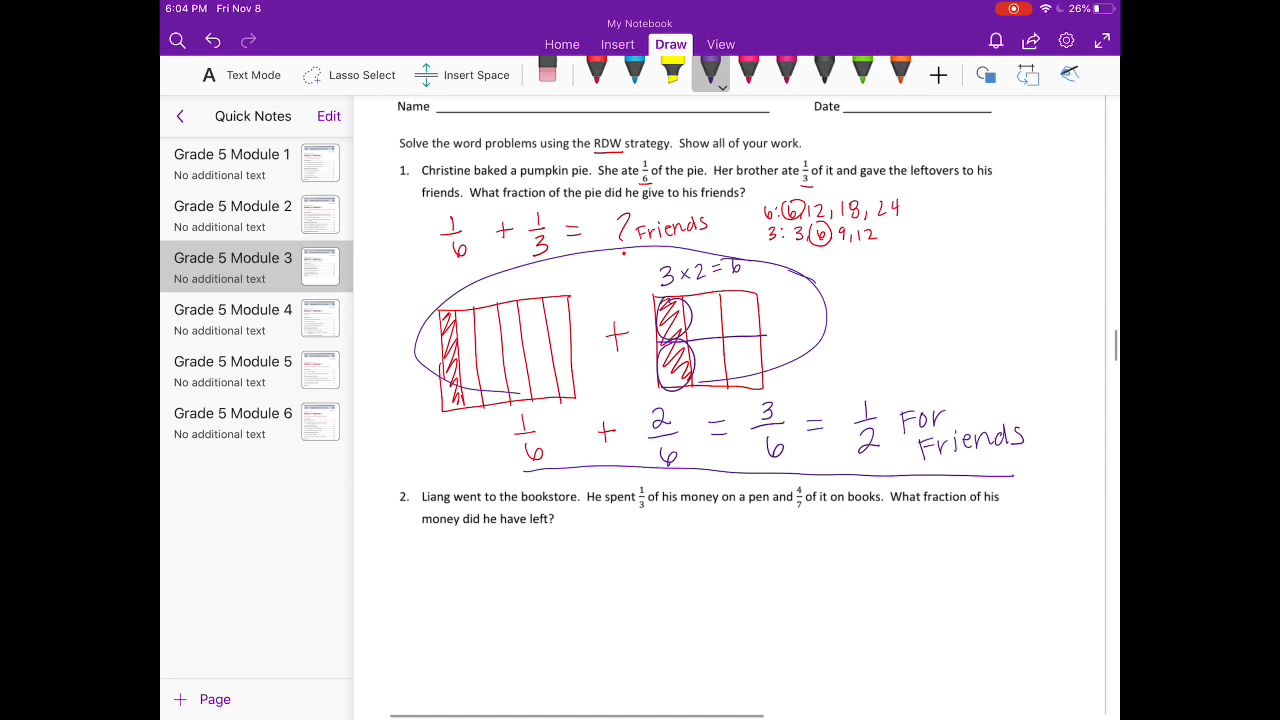 6:04 PM Fri Nov 8
26%
My Notebook
Home Insert Draw View
A Text Mode Lasso Select Insert Space
Quick Notes Edit
Grade 5 Module 1
No additional text
Grade 5 Module 2
No additional text
Grade 5 Module 3
No additional text
Grade 5 Module 4
No additional text
Grade 5 Module 5
No additional text
Grade 5 Module 6
No additional text
+ Page
Name Date
Solve the word problems using the RDW strategy. Show all of your work.
1. Christine baked a pumpkin pie. She ate 1/6 of the pie. Her brother ate 1/3 of it and gave the leftovers to his
friends. What fraction of the pie did he give to his friends?
6: 6, 12, 18, 24
3: 3, 6, 9, 12
1/6 + 1/3 = ? Friends
3 × 2 = 6
+
1/6 + 2/6 = 3/6 = 1/2 For
Friends
2. Liang went to the bookstore. He spent 1/3 of his money on a pen and 4/7 of it on books. What fraction of his
money did he have left?